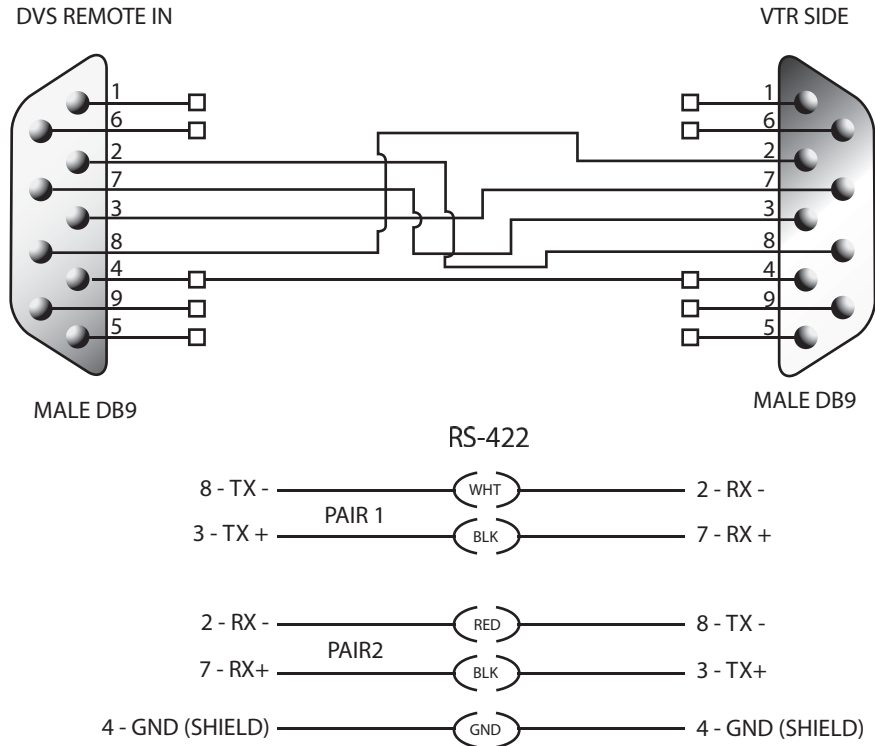 DVS REMOTE IN
VTR SIDE
1
6
2
7
3
8
4
9
5
1
6
2
7
3
8
4
9
5
MALE DB9
MALE DB9
RS-422
8 - TX - WHT 2 - RX -
PAIR 1
3 - TX + BLK 7 - RX +
2 - RX - RED 8 - TX -
PAIR2
7 - RX+ BLK 3 - TX+
4 - GND (SHIELD) GND 4 - GND (SHIELD)